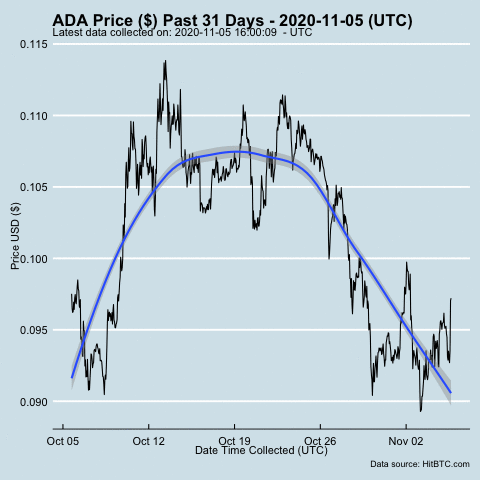 ADA Price ($) Past 31 Days - 2020-11-05 (UTC)
Latest data collected on: 2020-11-05 16:00:09  - UTC
0.115
0.110
0.105
0.100
0.095
0.090
Price USD ($)
Oct 05
Oct 12
Oct 19
Oct 26
Nov 02
Date Time Collected (UTC)
Data source: HitBTC.com